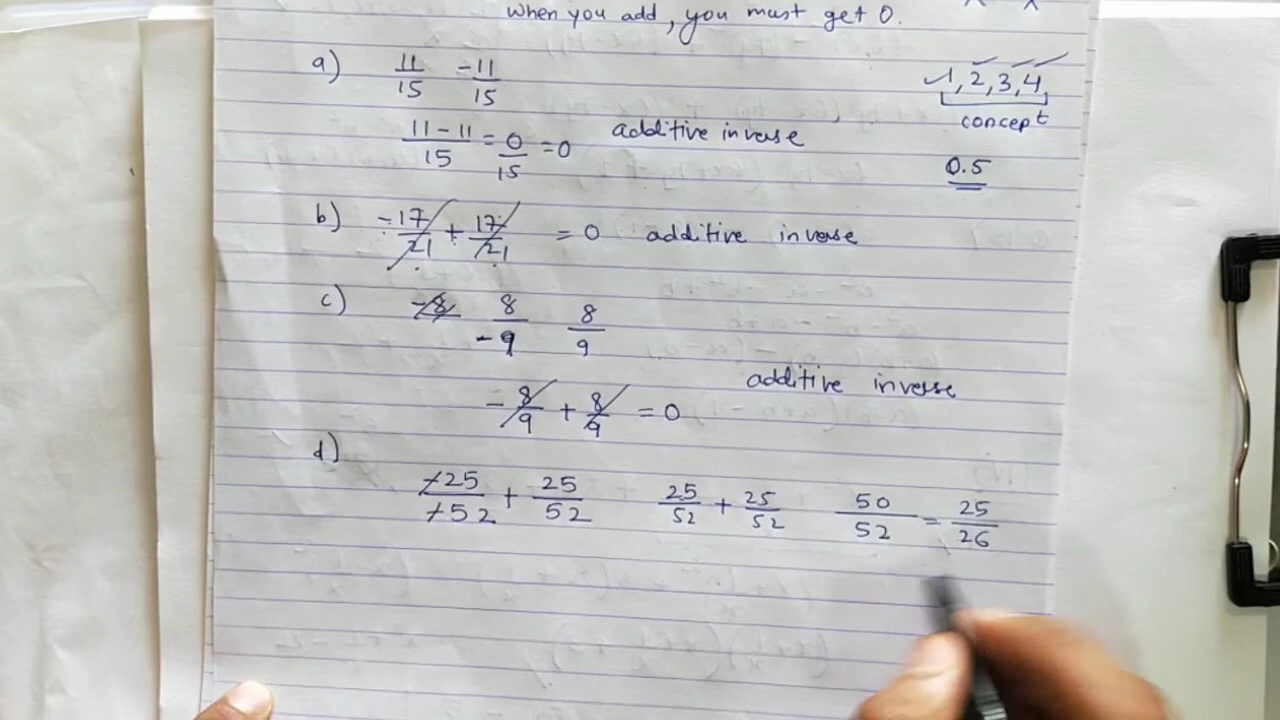 when you add, you must get 0.
a) 11/15 -11/15
1, 2, 3, 4
concept
11 - 11/15 = 0/15 = 0 additive inverse
0.5
b) -17/21 + 17/21 = 0 additive inverse
c) -8 8/-9 8/9
-8/9 + 8/9 = 0 additive inverse
d)
-25/-52 + 25/52 25/52 + 25/52 50/52 = 25/26